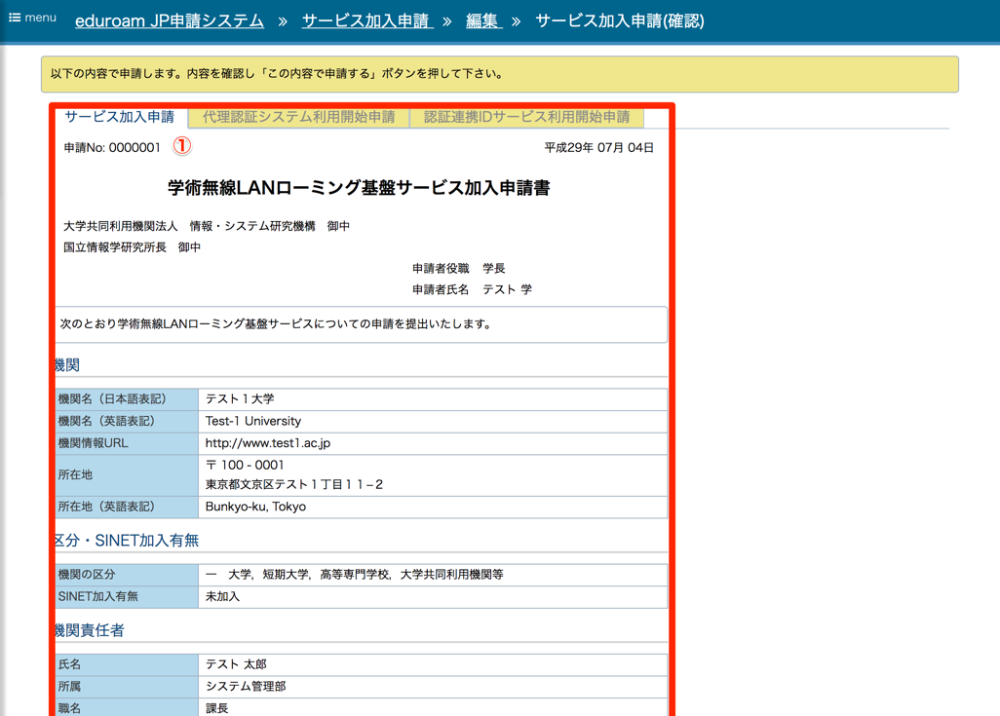 menu eduroam JP申請システム » サービス加入申請 » 編集 » サービス加入申請(確認)
以下の内容で申請します。内容を確認し「この内容で申請する」ボタンを押して下さい。
サービス加入申請 代理認証システム利用開始申請 認証連携IDサービス利用開始申請
申請No: 0000001 ① 平成29年 07月 04日
学術無線LANローミング基盤サービス加入申請書
大学共同利用機関法人　情報・システム研究機構　御中
国立情報学研究所長　御中
申請者役職　学長
申請者氏名　テスト 学
次のとおり学術無線LANローミング基盤サービスについての申請を提出いたします。
機関
機関名（日本語表記） テスト１大学
機関名（英語表記） Test-1 University
機関情報URL http://www.test1.ac.jp
所在地 〒 100 - 0001
東京都文京区テスト１丁目１１−２
所在地（英語表記） Bunkyo-ku, Tokyo
区分・SINET加入有無
機関の区分 一　大学，短期大学，高等専門学校，大学共同利用機関等
SINET加入有無 未加入
機関責任者
氏名 テスト 太郎
所属 システム管理部
職名 課長